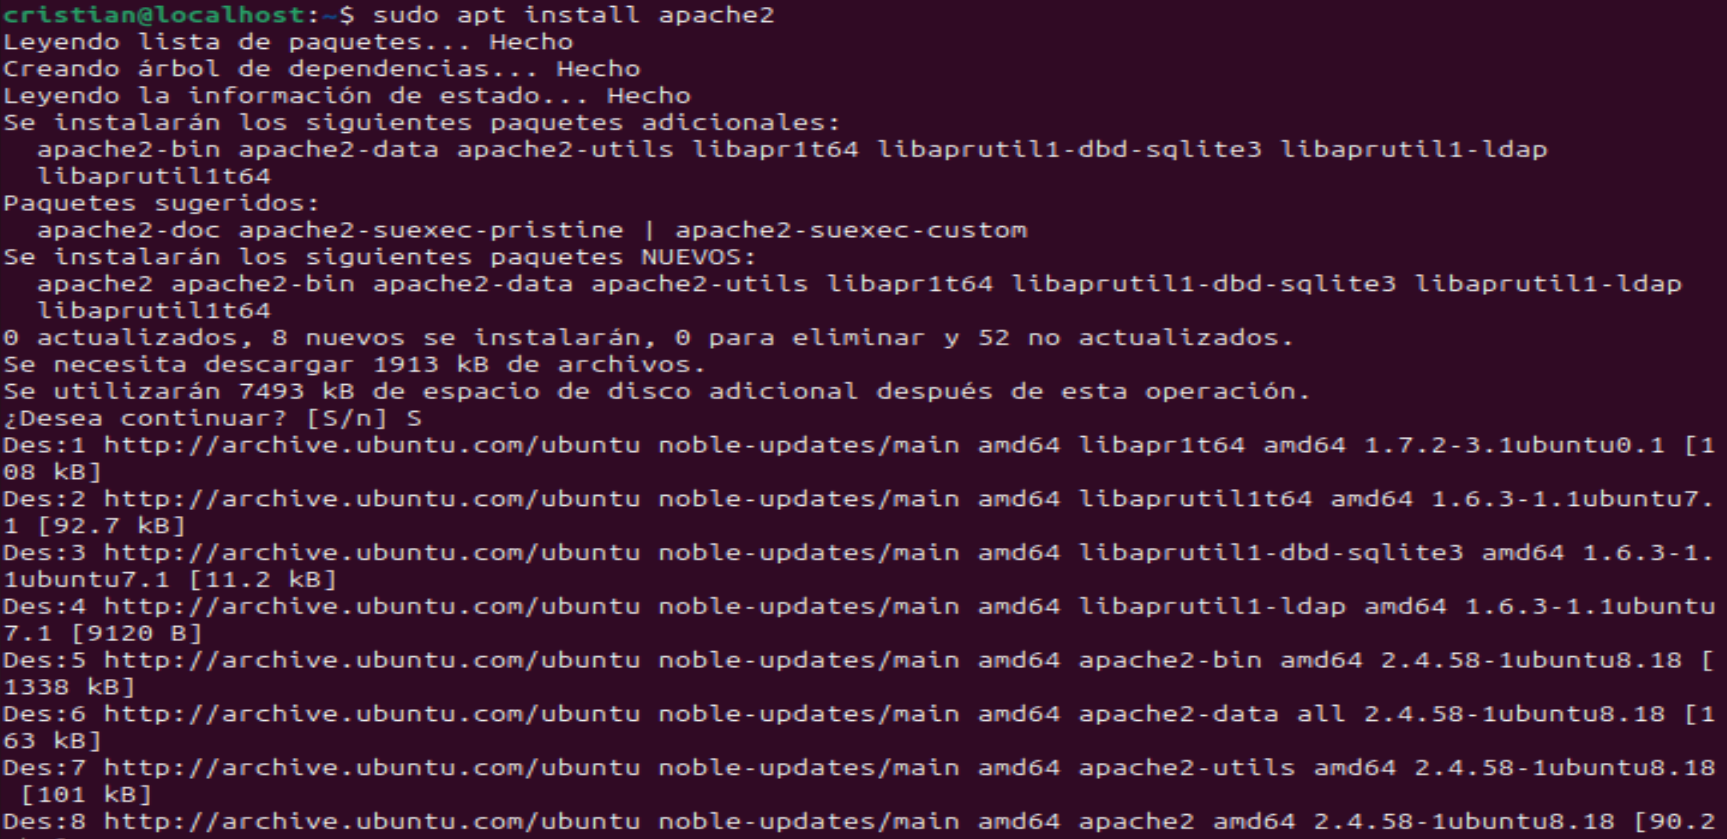 cristian@localhost:~$ sudo apt install apache2
Leyendo lista de paquetes... Hecho
Creando árbol de dependencias... Hecho
Leyendo la información de estado... Hecho
Se instalarán los siguientes paquetes adicionales:
  apache2-bin apache2-data apache2-utils libapr1t64 libaprutil1-dbd-sqlite3 libaprutil1-ldap
  libaprutil1t64
Paquetes sugeridos:
  apache2-doc apache2-suexec-pristine | apache2-suexec-custom
Se instalarán los siguientes paquetes NUEVOS:
  apache2 apache2-bin apache2-data apache2-utils libapr1t64 libaprutil1-dbd-sqlite3 libaprutil1-ldap
  libaprutil1t64
0 actualizados, 8 nuevos se instalarán, 0 para eliminar y 52 no actualizados.
Se necesita descargar 1913 kB de archivos.
Se utilizarán 7493 kB de espacio de disco adicional después de esta operación.
¿Desea continuar? [S/n] S
Des:1 http://archive.ubuntu.com/ubuntu noble-updates/main amd64 libapr1t64 amd64 1.7.2-3.1ubuntu0.1 [1
08 kB]
Des:2 http://archive.ubuntu.com/ubuntu noble-updates/main amd64 libaprutil1t64 amd64 1.6.3-1.1ubuntu7.
1 [92.7 kB]
Des:3 http://archive.ubuntu.com/ubuntu noble-updates/main amd64 libaprutil1-dbd-sqlite3 amd64 1.6.3-1.
1ubuntu7.1 [11.2 kB]
Des:4 http://archive.ubuntu.com/ubuntu noble-updates/main amd64 libaprutil1-ldap amd64 1.6.3-1.1ubuntu
7.1 [9120 B]
Des:5 http://archive.ubuntu.com/ubuntu noble-updates/main amd64 apache2-bin amd64 2.4.58-1ubuntu8.18 [
1338 kB]
Des:6 http://archive.ubuntu.com/ubuntu noble-updates/main amd64 apache2-data all 2.4.58-1ubuntu8.18 [1
63 kB]
Des:7 http://archive.ubuntu.com/ubuntu noble-updates/main amd64 apache2-utils amd64 2.4.58-1ubuntu8.18
 [101 kB]
Des:8 http://archive.ubuntu.com/ubuntu noble-updates/main amd64 apache2 amd64 2.4.58-1ubuntu8.18 [90.2